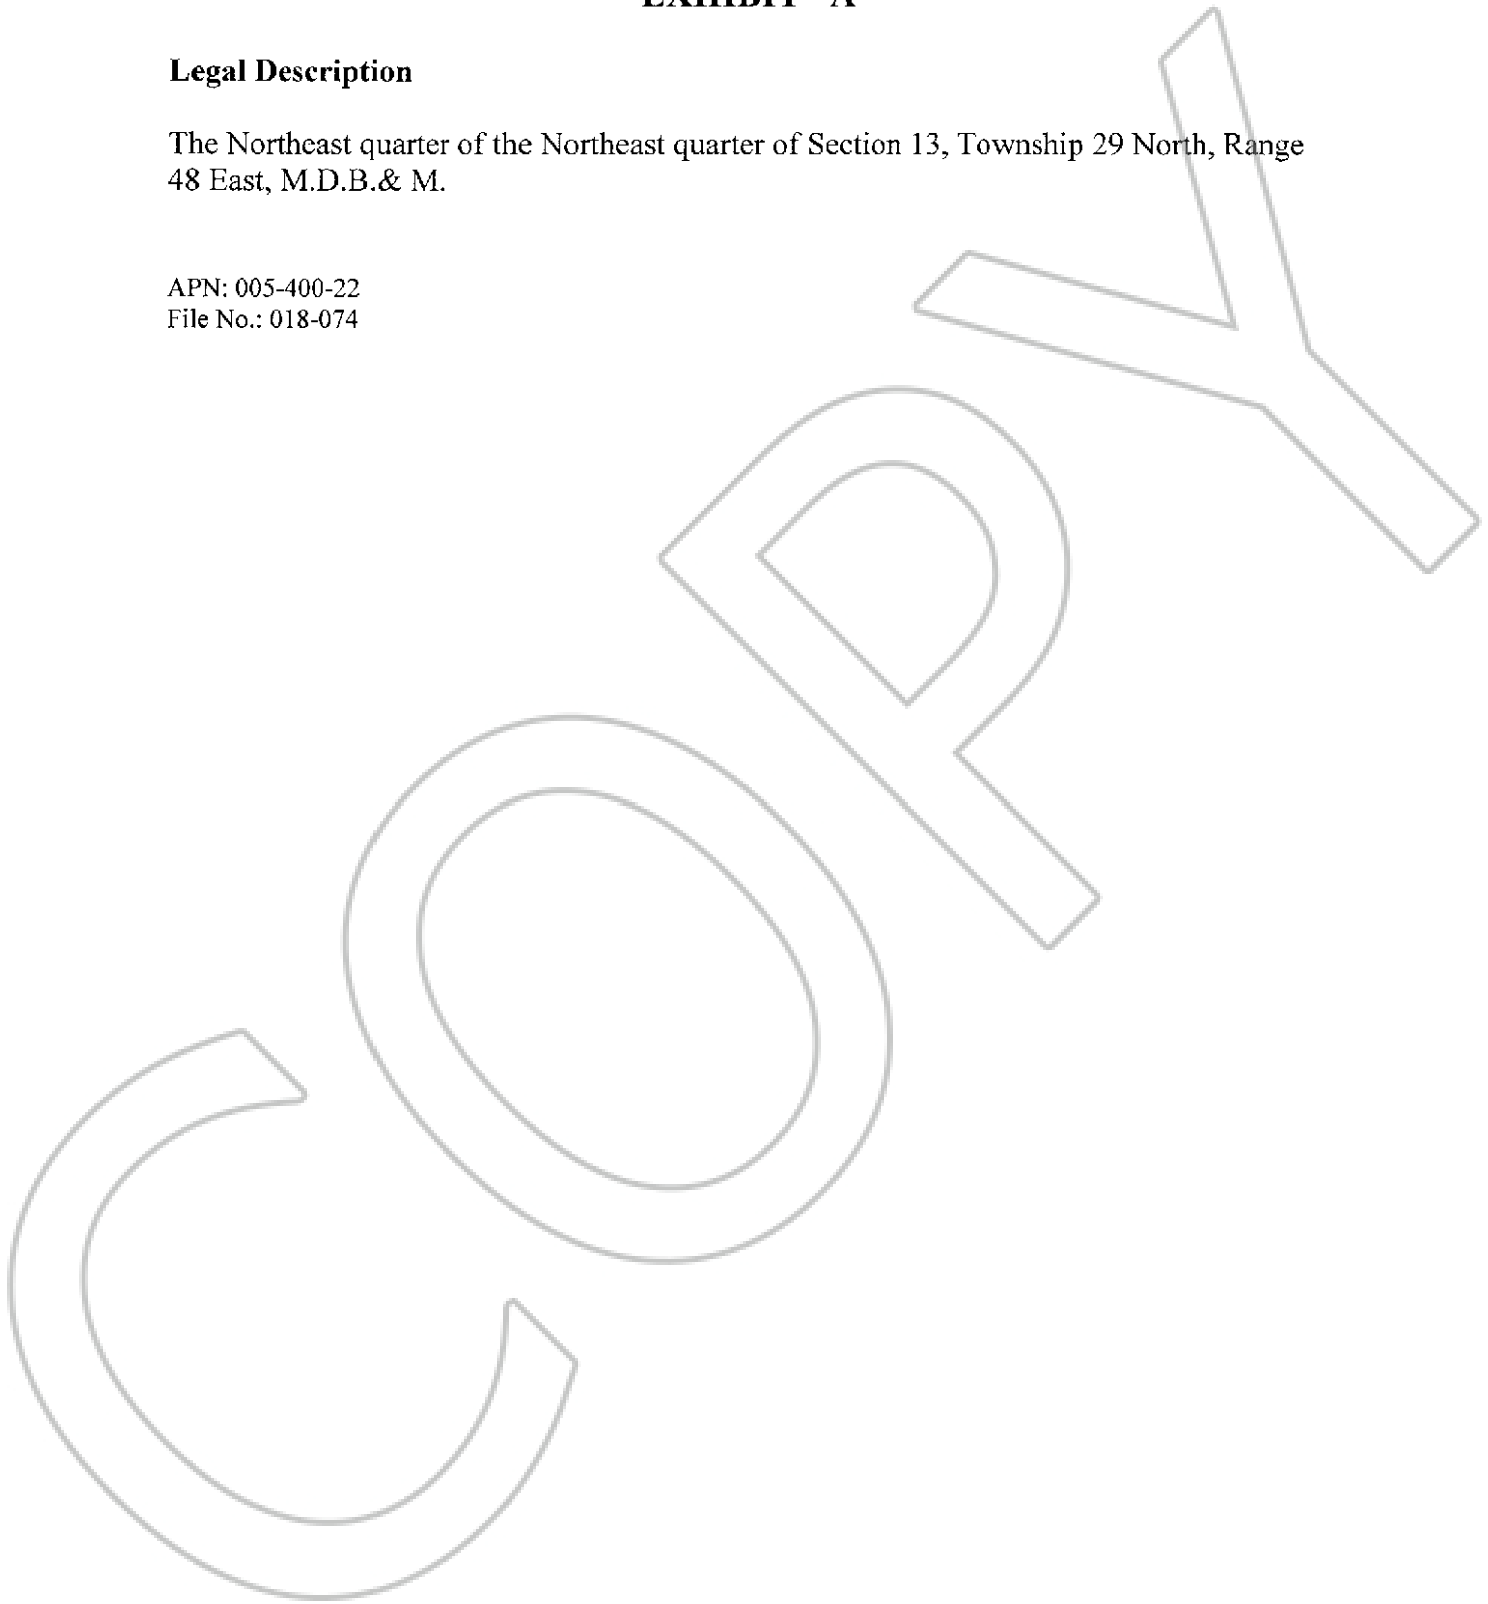 EXHIBIT "A"
Legal Description
The Northeast quarter of the Northeast quarter of Section 13, Township 29 North, Range
48 East, M.D.B.& M.
APN: 005-400-22
File No.: 018-074
COPY